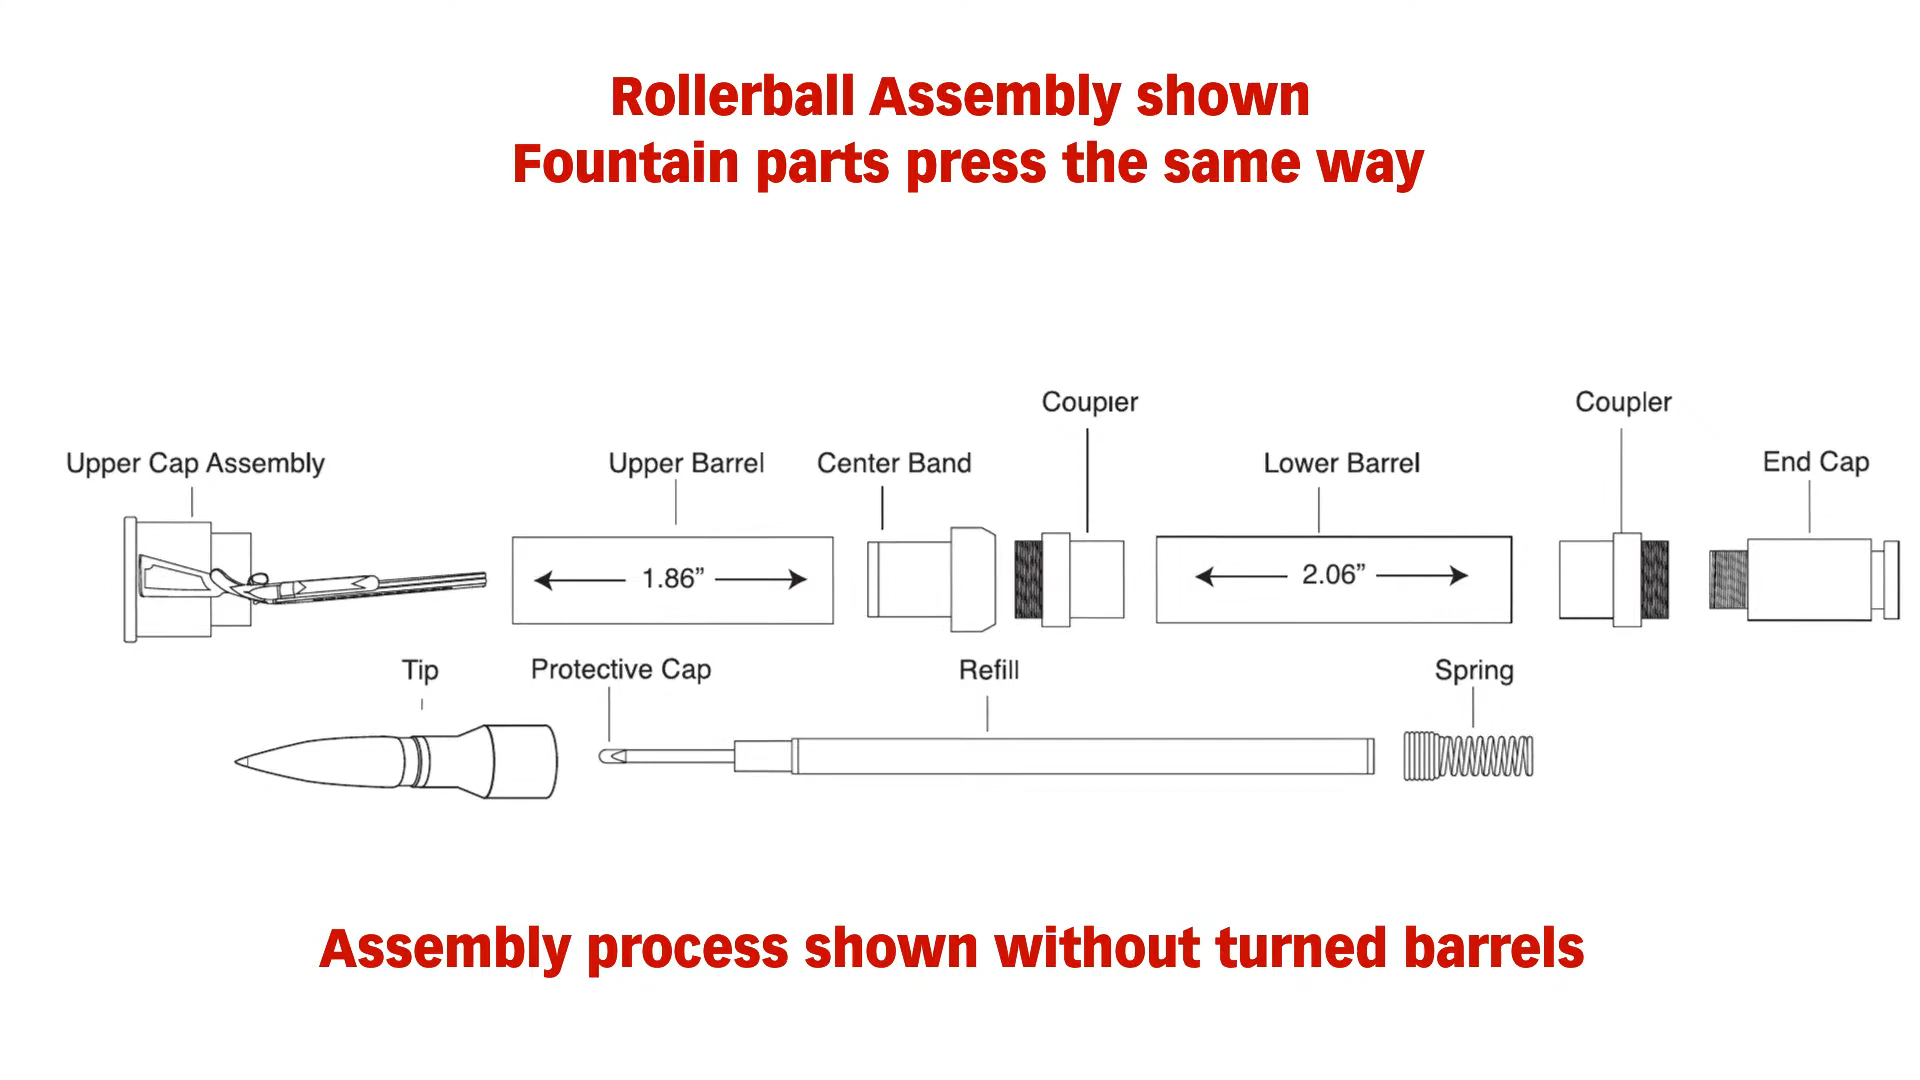 Rollerball Assembly shown
Fountain parts press the same way
Coupler
Coupler
Upper Cap Assembly
Upper Barrel
Center Band
Lower Barrel
End Cap
1.86”
2.06”
Tip
Protective Cap
Refill
Spring
Assembly process shown without turned barrels